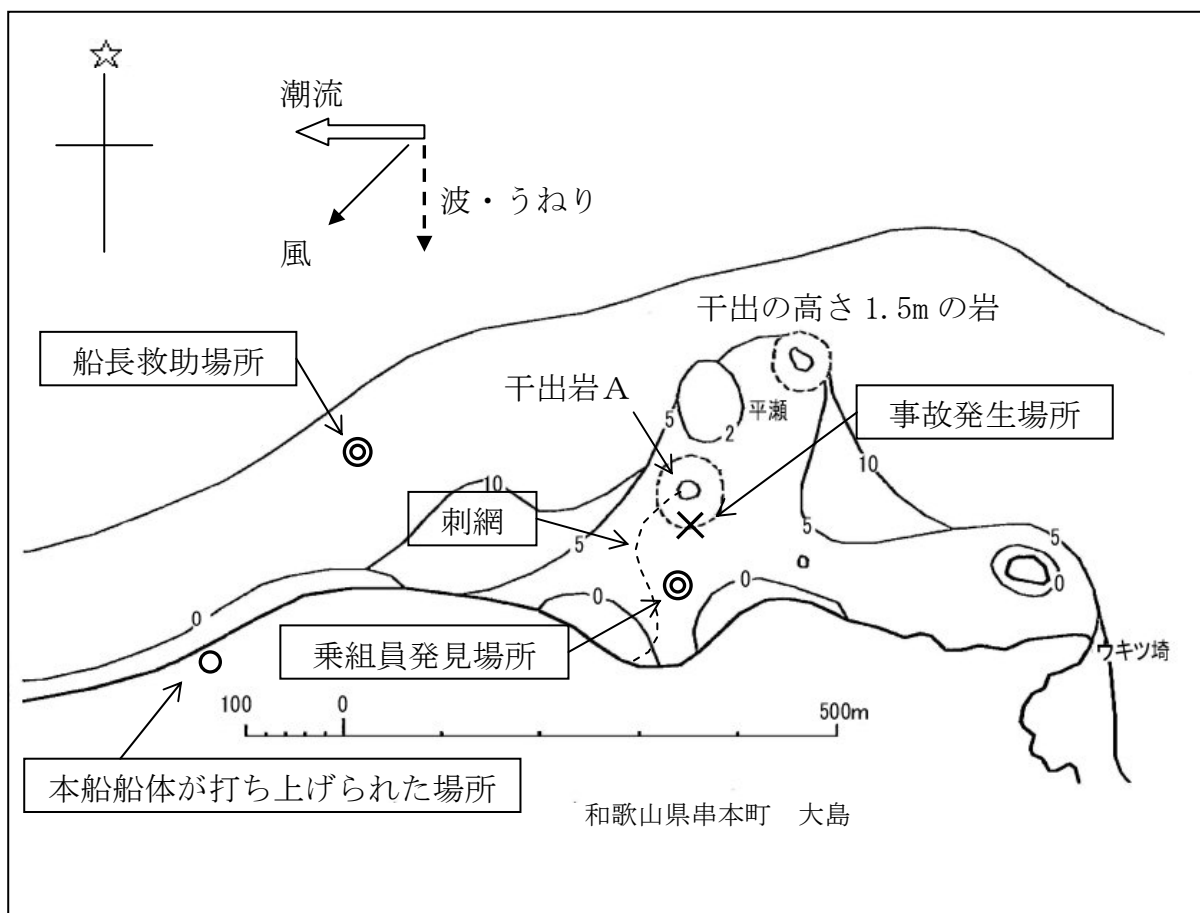 潮流
波・うねり
風
干出の高さ 1.5m の岩
船長救助場所
干出岩A
平瀬
事故発生場所
5
2
10
10
刺網
5
5
0
0
0
0
乗組員発見場所
ウキツ埼
100
0
500m
本船船体が打ち上げられた場所
和歌山県串本町 大島